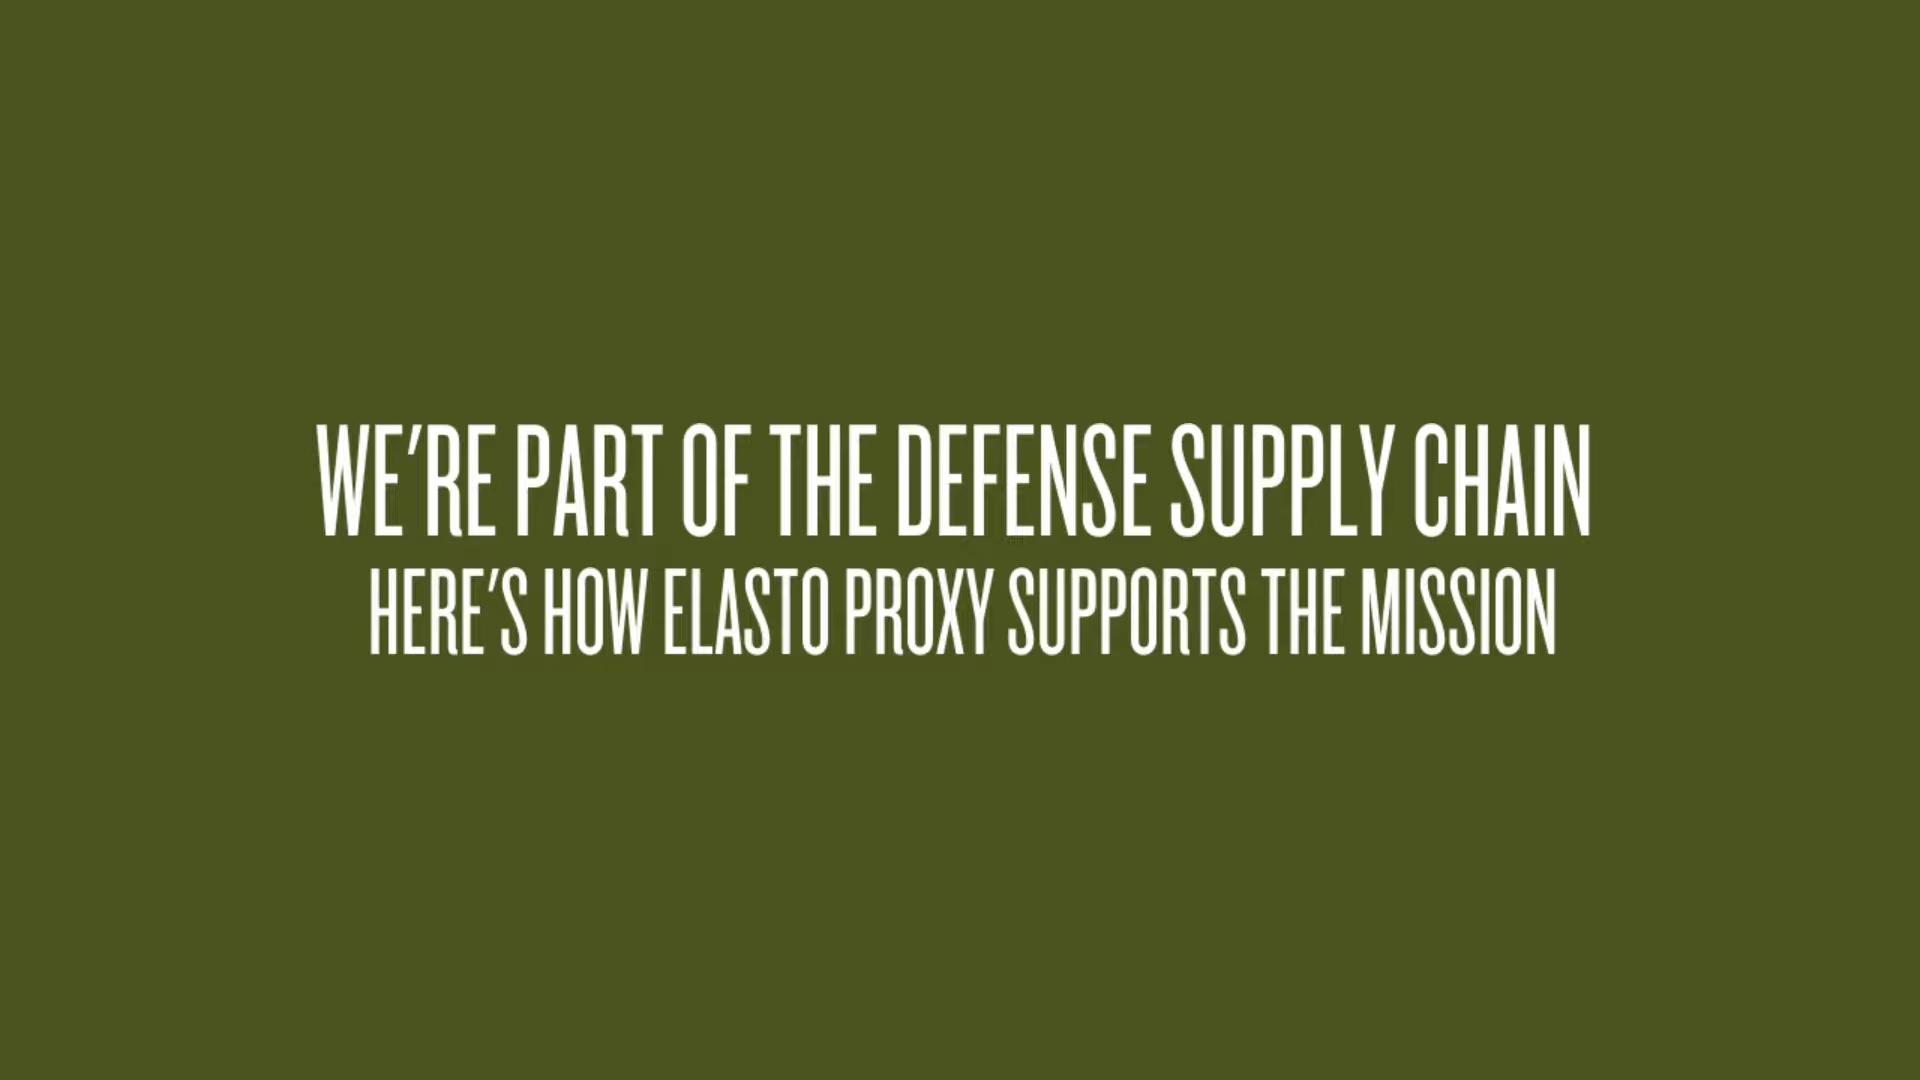 WE'RE PART OF THE DEFENSE SUPPLY CHAIN
HERE'S HOW ELASTO PROXY SUPPORTS THE MISSION